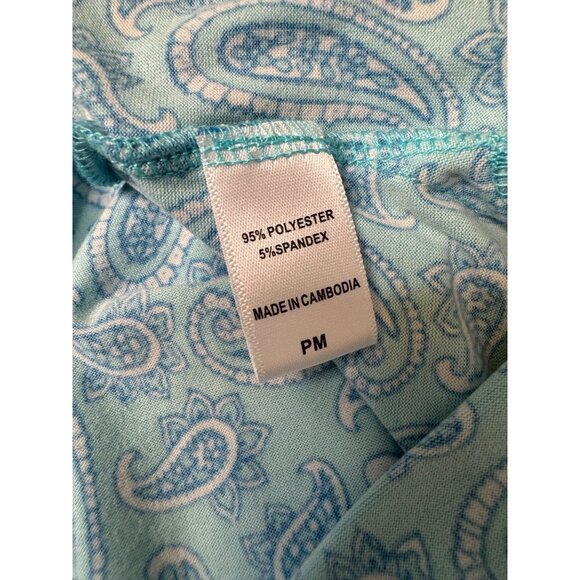 95% POLYESTER
5%SPANDEX
MADE IN CAMBODIA
PM